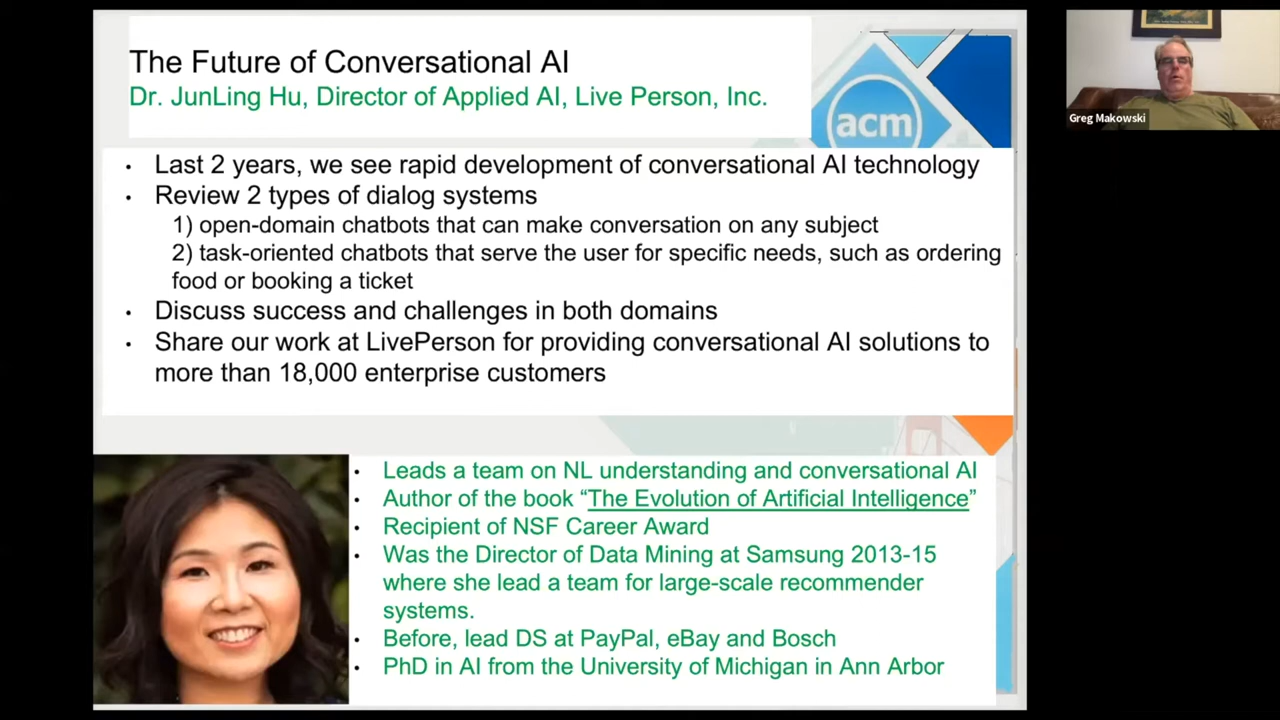 The Future of Conversational AI
Dr. JunLing Hu, Director of Applied AI, Live Person, Inc.
acm
Greg Makowski
• Last 2 years, we see rapid development of conversational AI technology
• Review 2 types of dialog systems
1) open-domain chatbots that can make conversation on any subject
2) task-oriented chatbots that serve the user for specific needs, such as ordering
food or booking a ticket
• Discuss success and challenges in both domains
• Share our work at LivePerson for providing conversational AI solutions to
more than 18,000 enterprise customers
• Leads a team on NL understanding and conversational AI
• Author of the book “The Evolution of Artificial Intelligence”
• Recipient of NSF Career Award
• Was the Director of Data Mining at Samsung 2013-15
where she lead a team for large-scale recommender
systems.
• Before, lead DS at PayPal, eBay and Bosch
• PhD in AI from the University of Michigan in Ann Arbor